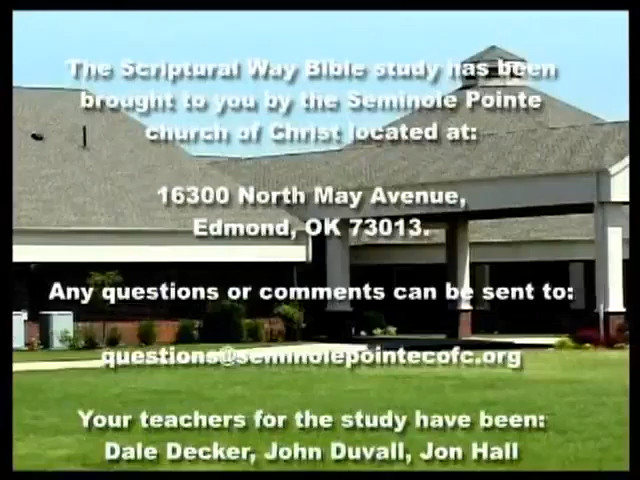 The Scriptural Way Bible study has been
brought to you by the Seminole Pointe
church of Christ located at:
16300 North May Avenue,
Edmond, OK 73013.
Any questions or comments can be sent to:
questions@seminolepointecofc.org
Your teachers for the study have been:
Dale Decker, John Duvall, Jon Hall